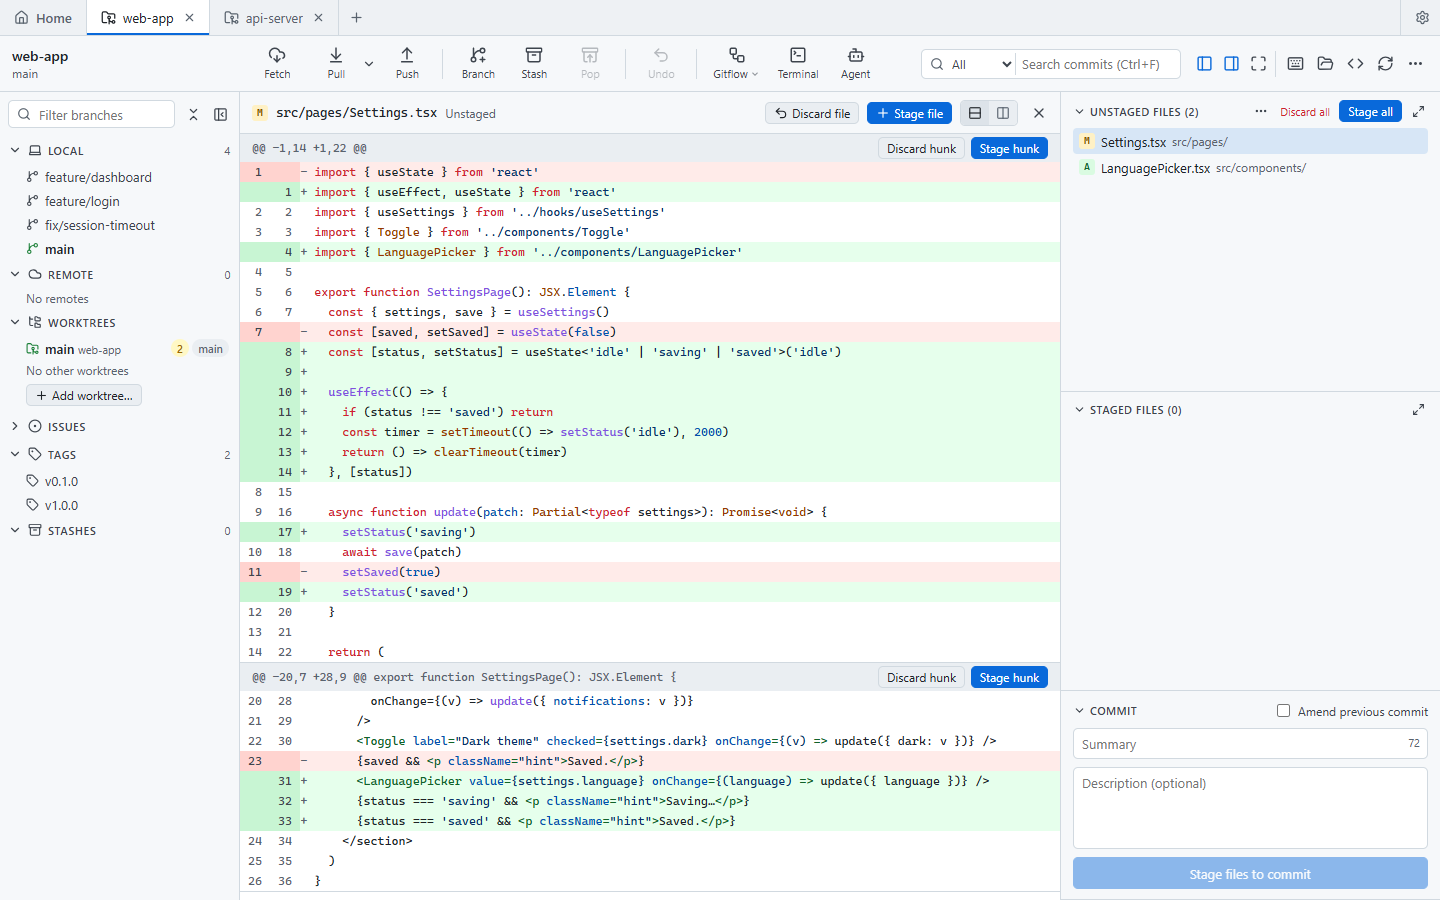 Home
web-app
api-server
web-app
main
Fetch
Pull
Push
Branch
Stash
Pop
Undo
Gitflow
Terminal
Agent
All
Search commits (Ctrl+F)
Filter branches
LOCAL 4
feature/dashboard
feature/login
fix/session-timeout
main
REMOTE 0
No remotes
WORKTREES
main web-app 2 main
No other worktrees
+ Add worktree...
ISSUES
TAGS 2
v0.1.0
v1.0.0
STASHES 0
M src/pages/Settings.tsx Unstaged
Discard file
+ Stage file
@@ -1,14 +1,22 @@
Discard hunk
Stage hunk
1 - import { useState } from 'react'
1 + import { useEffect, useState } from 'react'
2 2 import { useSettings } from '../hooks/useSettings'
3 3 import { Toggle } from '../components/Toggle'
4 + import { LanguagePicker } from '../components/LanguagePicker'
4 5
5 6 export function SettingsPage(): JSX.Element {
6 7 const { settings, save } = useSettings()
7 - const [saved, setSaved] = useState(false)
8 + const [status, setStatus] = useState<'idle' | 'saving' | 'saved'>('idle')
9 +
10 + useEffect(() => {
11 + if (status !== 'saved') return
12 + const timer = setTimeout(() => setStatus('idle'), 2000)
13 + return () => clearTimeout(timer)
14 + }, [status])
8 15
9 16 async function update(patch: Partial<typeof settings>): Promise<void> {
17 + setStatus('saving')
10 18 await save(patch)
11 - setSaved(true)
19 + setStatus('saved')
12 20 }
13 21
14 22 return (
@@ -20,7 +28,9 @@ export function SettingsPage(): JSX.Element {
Discard hunk
Stage hunk
20 28 onChange={(v) => update({ notifications: v })}
21 29 />
22 30 <Toggle label="Dark theme" checked={settings.dark} onChange={(v) => update({ dark: v })} />
23 - {saved && <p className="hint">Saved.</p>}
31 + <LanguagePicker value={settings.language} onChange={(language) => update({ language })} />
32 + {status === 'saving' && <p className="hint">Saving…</p>}
33 + {status === 'saved' && <p className="hint">Saved.</p>}
24 34 </section>
25 35 )
26 36 }
UNSTAGED FILES (2)
Discard all
Stage all
M Settings.tsx src/pages/
A LanguagePicker.tsx src/components/
STAGED FILES (0)
COMMIT
Amend previous commit
Summary 72
Description (optional)
Stage files to commit